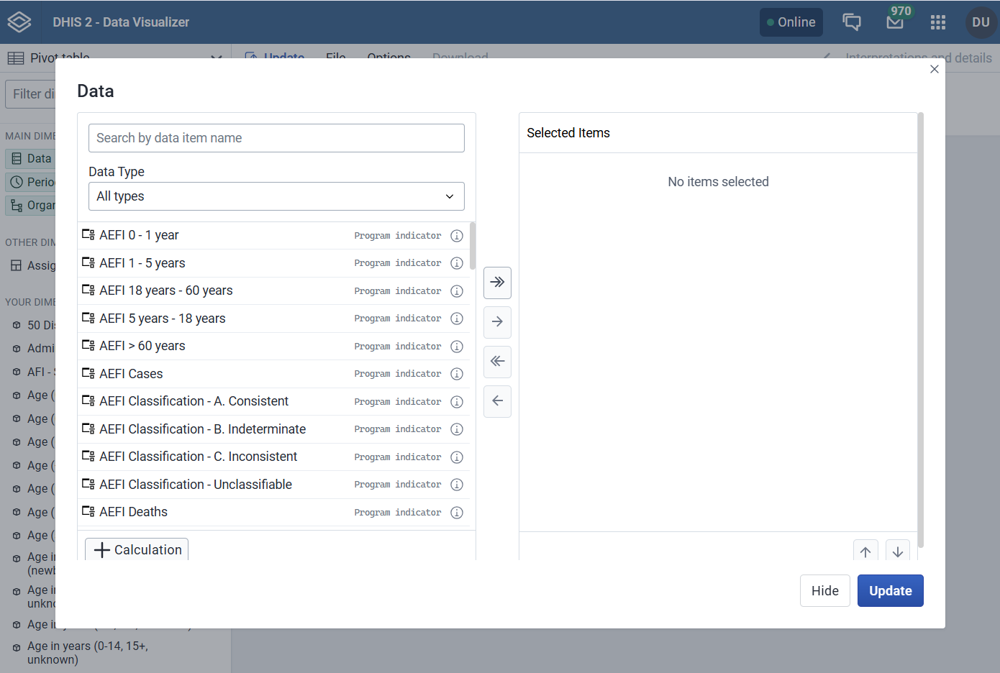 DHIS 2 - Data Visualizer
Online
970
DU
Pivot table
Update File Options Download
Interpretations and details
Filter di
MAIN DIME
Data
Perio
Organ
OTHER DIM
Assig
YOUR DIME
50 Dis
Admi
AFI -
Age (
Age (
Age (
Age (
Age (
Age (
Age (
Age i
(newb
Age i
unkno
Age i
Age in years (0-14, 15+,
unknown)
Data
Search by data item name
Data Type
All types
AEFI 0 - 1 year Program indicator
AEFI 1 - 5 years Program indicator
AEFI 18 years - 60 years Program indicator
AEFI 5 years - 18 years Program indicator
AEFI > 60 years Program indicator
AEFI Cases Program indicator
AEFI Classification - A. Consistent Program indicator
AEFI Classification - B. Indeterminate Program indicator
AEFI Classification - C. Inconsistent Program indicator
AEFI Classification - Unclassifiable Program indicator
AEFI Deaths Program indicator
Calculation
Selected Items
No items selected
Hide
Update